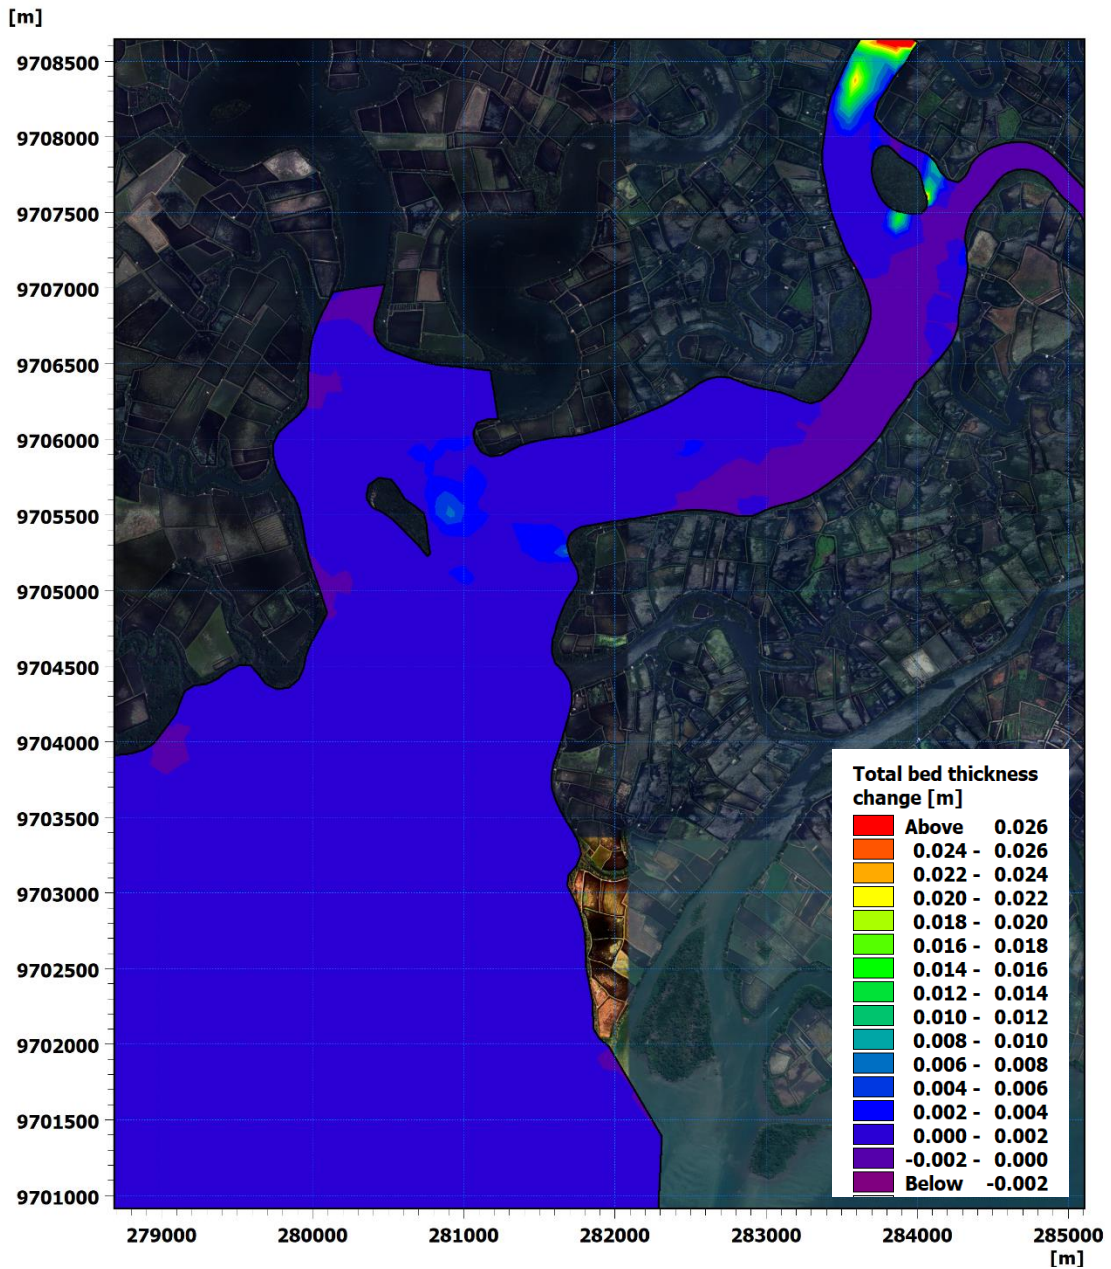 [m]
9708500
9708000
9707500
9707000
9706500
9706000
9705500
9705000
9704500
9704000
9703500
9703000
9702500
9702000
9701500
9701000
Total bed thickness
change [m]
Above 0.026
0.024 - 0.026
0.022 - 0.024
0.020 - 0.022
0.018 - 0.020
0.016 - 0.018
0.014 - 0.016
0.012 - 0.014
0.010 - 0.012
0.008 - 0.010
0.006 - 0.008
0.004 - 0.006
0.002 - 0.004
0.000 - 0.002
-0.002 - 0.000
Below -0.002
279000 280000 281000 282000 283000 284000 285000
[m]